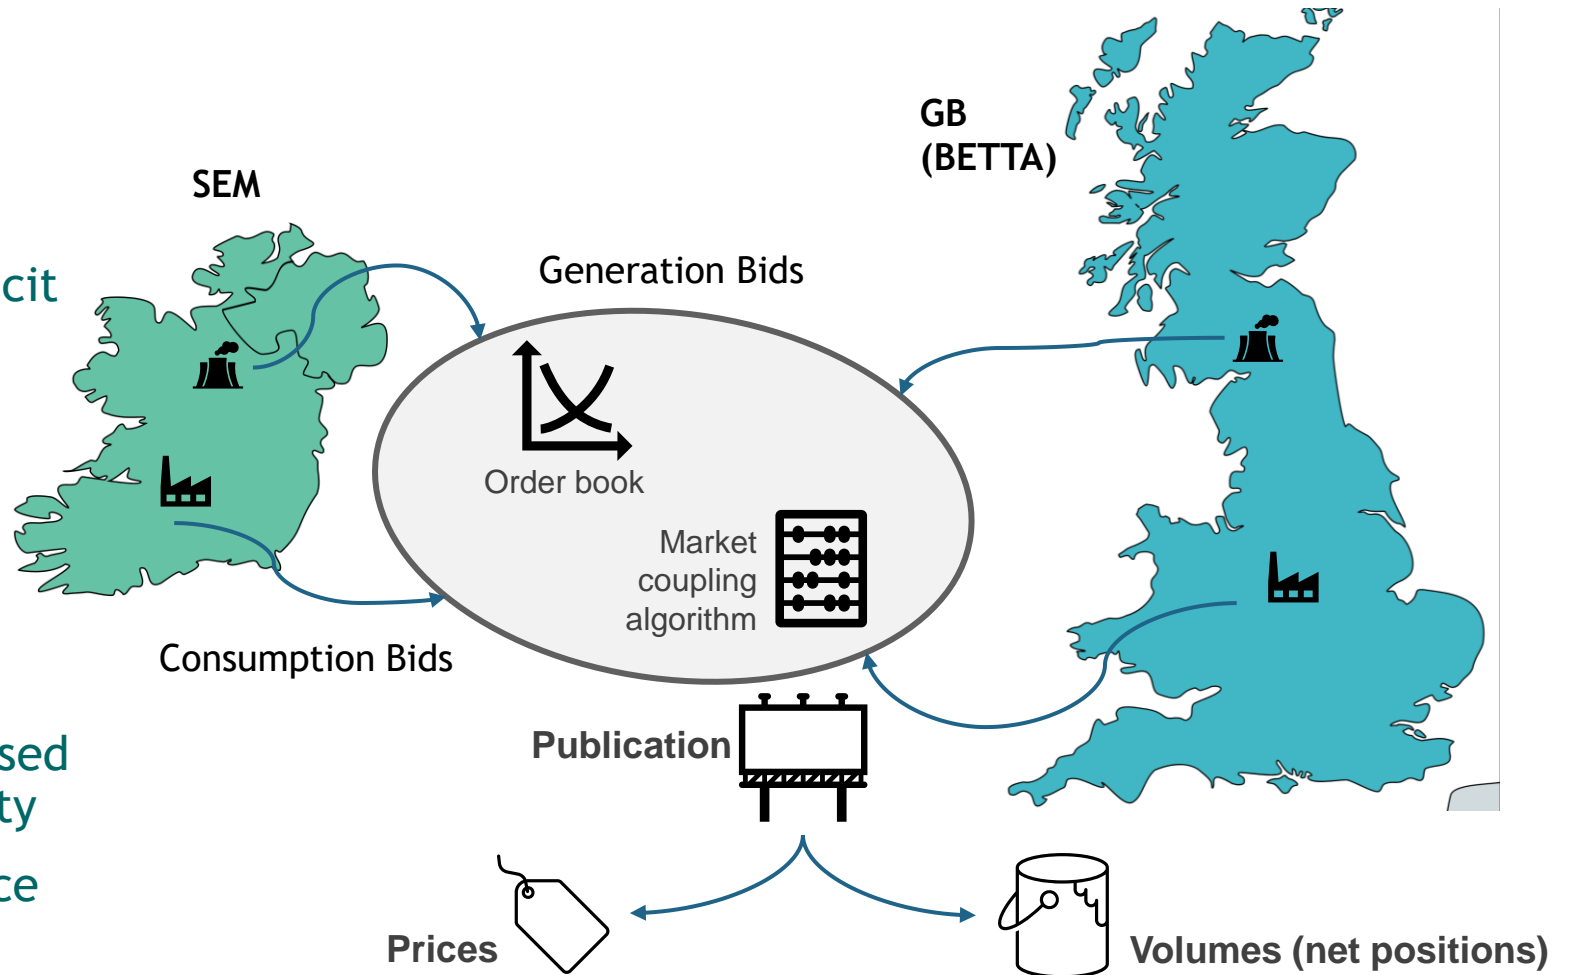 GB
(BETTA)
SEM
Generation Bids
cit
Order book
Market
coupling
algorithm
Consumption Bids
Publication
sed
ty
ce
Prices
Volumes (net positions)